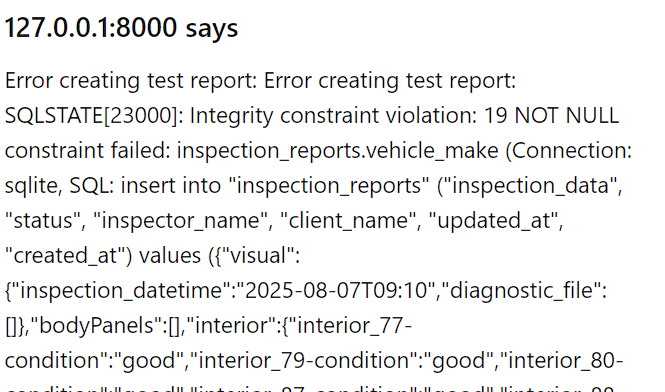 127.0.0.1:8000 says
Error creating test report: Error creating test report:
SQLSTATE[23000]: Integrity constraint violation: 19 NOT NULL
constraint failed: inspection_reports.vehicle_make (Connection:
sqlite, SQL: insert into "inspection_reports" ("inspection_data",
"status", "inspector_name", "client_name", "updated_at",
"created_at") values ({"visual":
{"inspection_datetime":"2025-08-07T09:10","diagnostic_file":
[]},"bodyPanels":[],"interior":{"interior_77-
condition":"good","interior_79-condition":"good","interior_80-